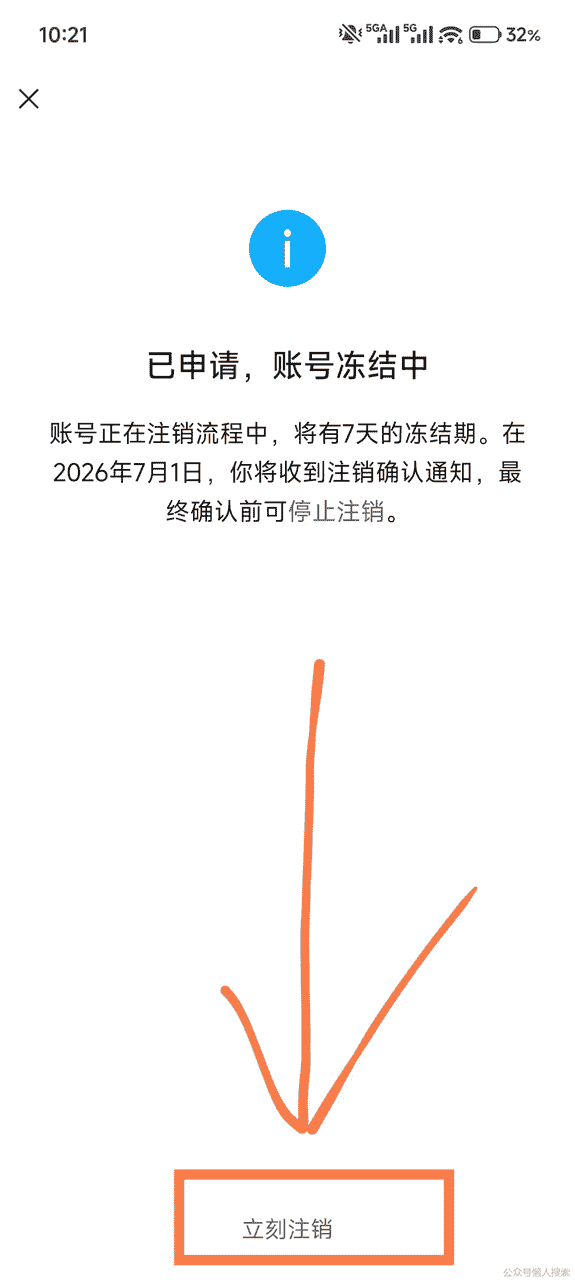 10:21
5GA 5G 6 32%
已申请，账号冻结中
账号正在注销流程中，将有7天的冻结期。在
2026年7月1日，你将收到注销确认通知，最
终确认前可停止注销。
立刻注销
公众号懒人搜索